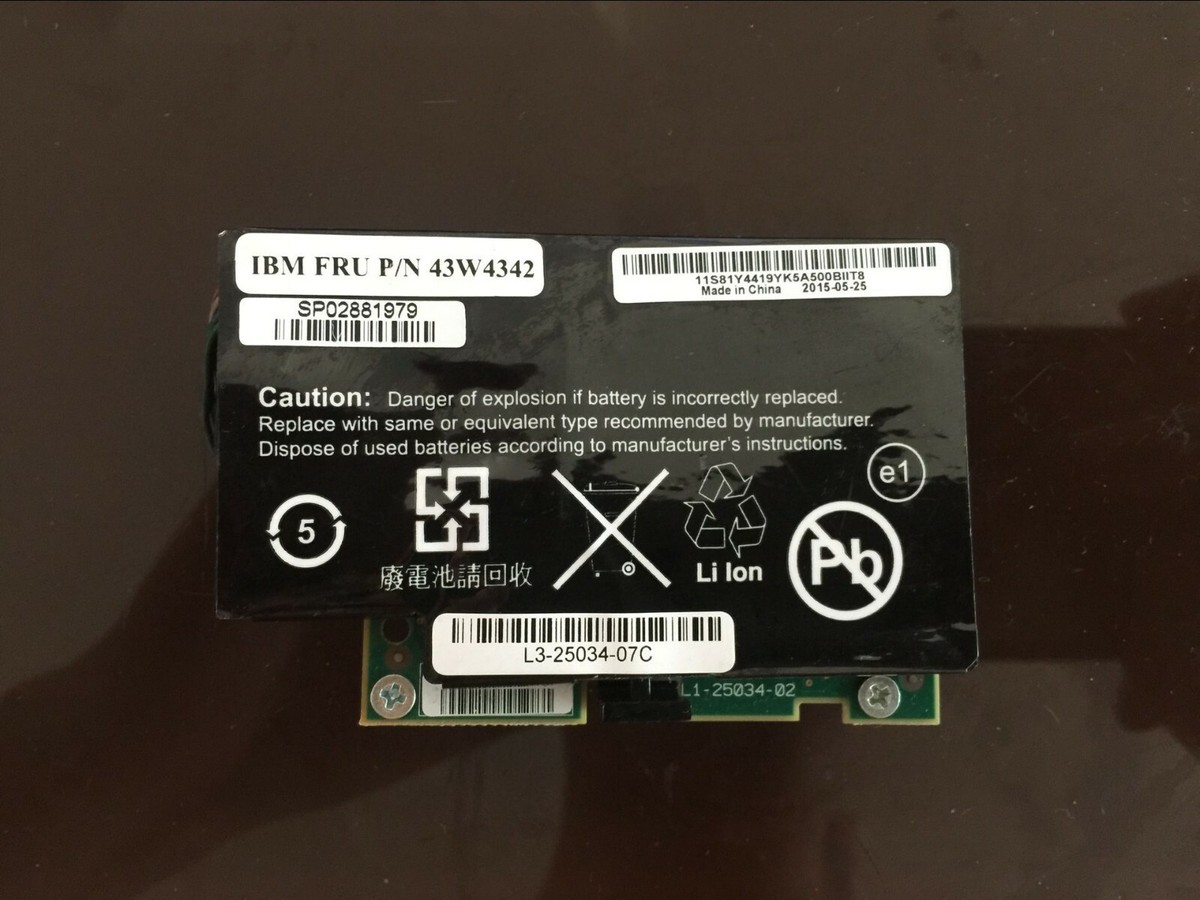 IBM FRU P/N 43W4342
11S81Y4419YK5A500BIIT8
Made in China 2015-05-25
SP02881979
Caution: Danger of explosion if battery is incorrectly replaced.
Replace with same or equivalent type recommended by manufacturer.
Dispose of used batteries according to manufacturer's instructions.
e1
5
Pb
廢電池請回收
Li Ion
L3-25034-07C
L1-25034-02